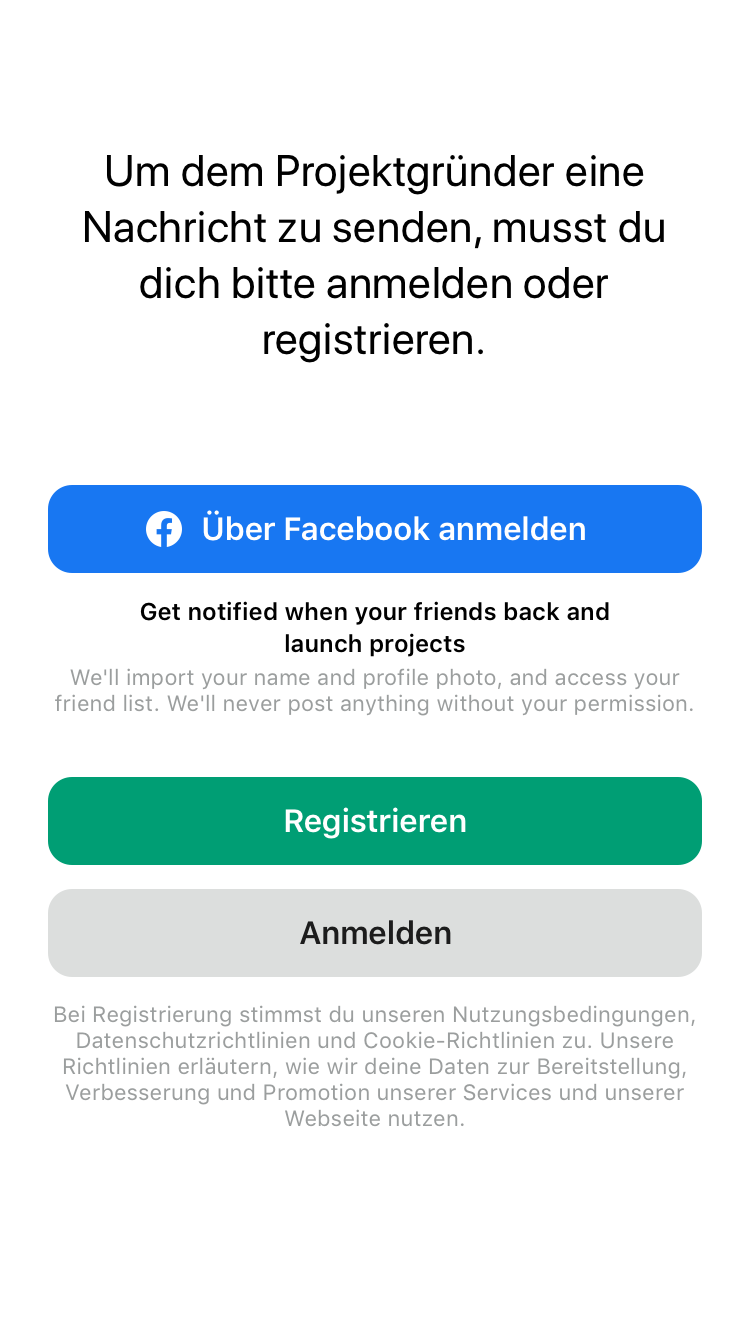 Um dem Projektgründer eine
Nachricht zu senden, musst du
dich bitte anmelden oder
registrieren.
Über Facebook anmelden
Get notified when your friends back and
launch projects
We'll import your name and profile photo, and access your
friend list. We'll never post anything without your permission.
Registrieren
Anmelden
Bei Registrierung stimmst du unseren Nutzungsbedingungen,
Datenschutzrichtlinien und Cookie-Richtlinien zu. Unsere
Richtlinien erläutern, wie wir deine Daten zur Bereitstellung,
Verbesserung und Promotion unserer Services und unserer
Webseite nutzen.